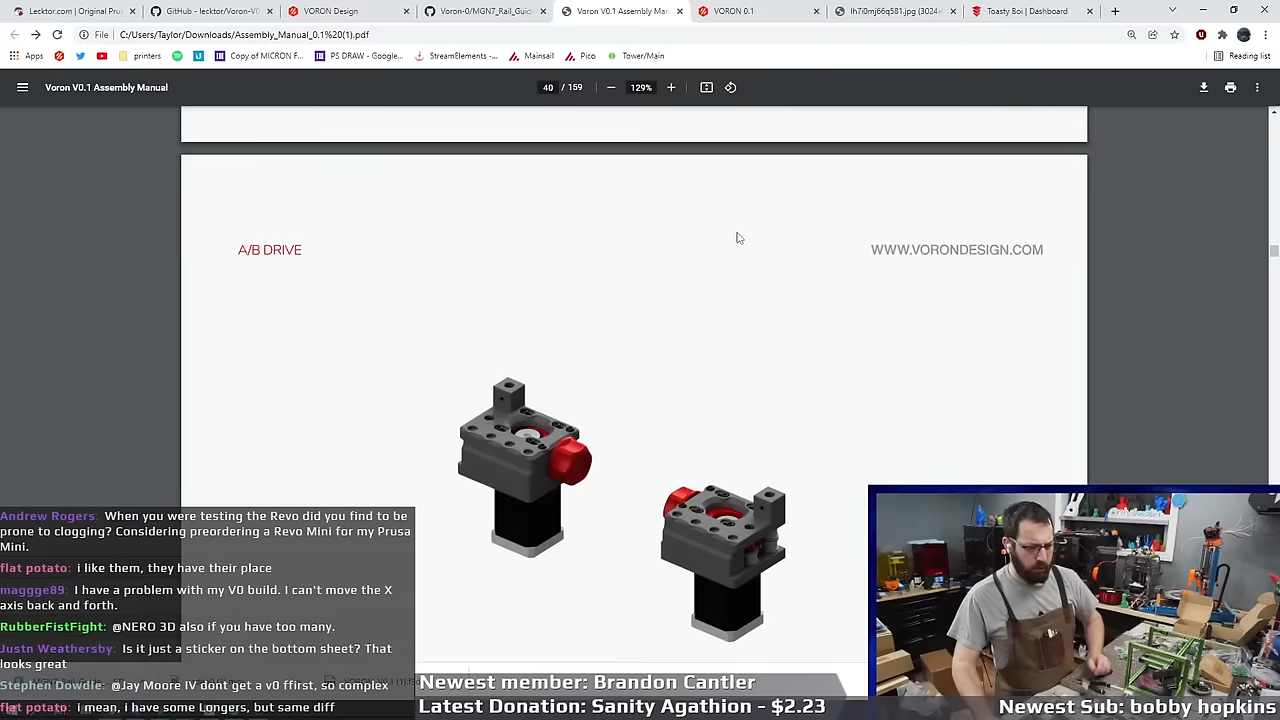 Lecktor.com | Original Prus
GitHub - lecktor/Voron-V0
VORON Design
Voron-0/MGN7_Rail_Guide
Voron V0.1 Assembly Man
VORON 0.1
lh7i0mj66q581.jpg (3024×
Toasty Boi | Dashboard
File
C:/Users/Taylor/Downloads/Assembly_Manual_0.1%20(1).pdf
Apps
printers
Copy of MICRON F...
PS DRAW - Google...
StreamElements -...
Mainsail
Pico
Tower/Main
Reading list
Voron V0.1 Assembly Manual
40 / 159
129%
A/B DRIVE
WWW.VORONDESIGN.COM
Andrew Rogers: When you were testing the Revo did you find to be
prone to clogging? Considering preordering a Revo Mini for my Prusa
Mini.
flat potato: i like them, they have their place
maggge89: I have a problem with my V0 build. I can't move the X
axis back and forth.
RubberFistFight: @NERO 3D also if you have too many.
Justn Weathersby: Is it just a sticker on the bottom sheet? That
looks great
Stephen Dowdle: @Jay Moore IV dont get a v0 ffirst, so complex
flat potato: i mean, i have some Longers, but same diff
Newest member: Brandon Cantler
Latest Donation: Sanity Agathion - $2.23
Newest Sub: bobby hopkins